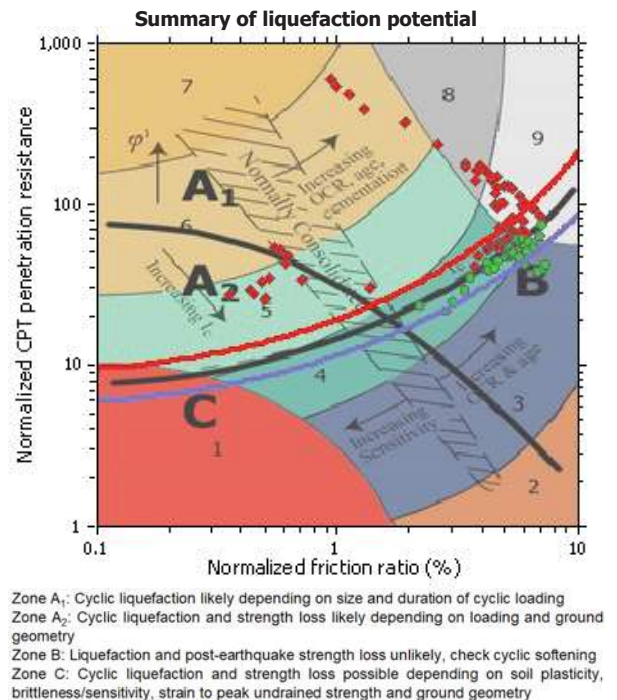 Summary of liquefaction potential
Normalized CPT penetration resistance
1,000
100
10
1
0.1
1
10
Normalized friction ratio (%)
7
8
9
φ'
A1
6
Normally Consolidated
Increasing
OCR, age,
cementation
A2
5
Increasing Ic
B
4
C
1
Increasing
OCR & age
Increasing
Sensitivity
3
2
Zone A1: Cyclic liquefaction likely depending on size and duration of cyclic loading
Zone A2: Cyclic liquefaction and strength loss likely depending on loading and ground
geometry
Zone B: Liquefaction and post-earthquake strength loss unlikely, check cyclic softening
Zone C: Cyclic liquefaction and strength loss possible depending on soil plasticity,
brittleness/sensitivity, strain to peak undrained strength and ground geometry